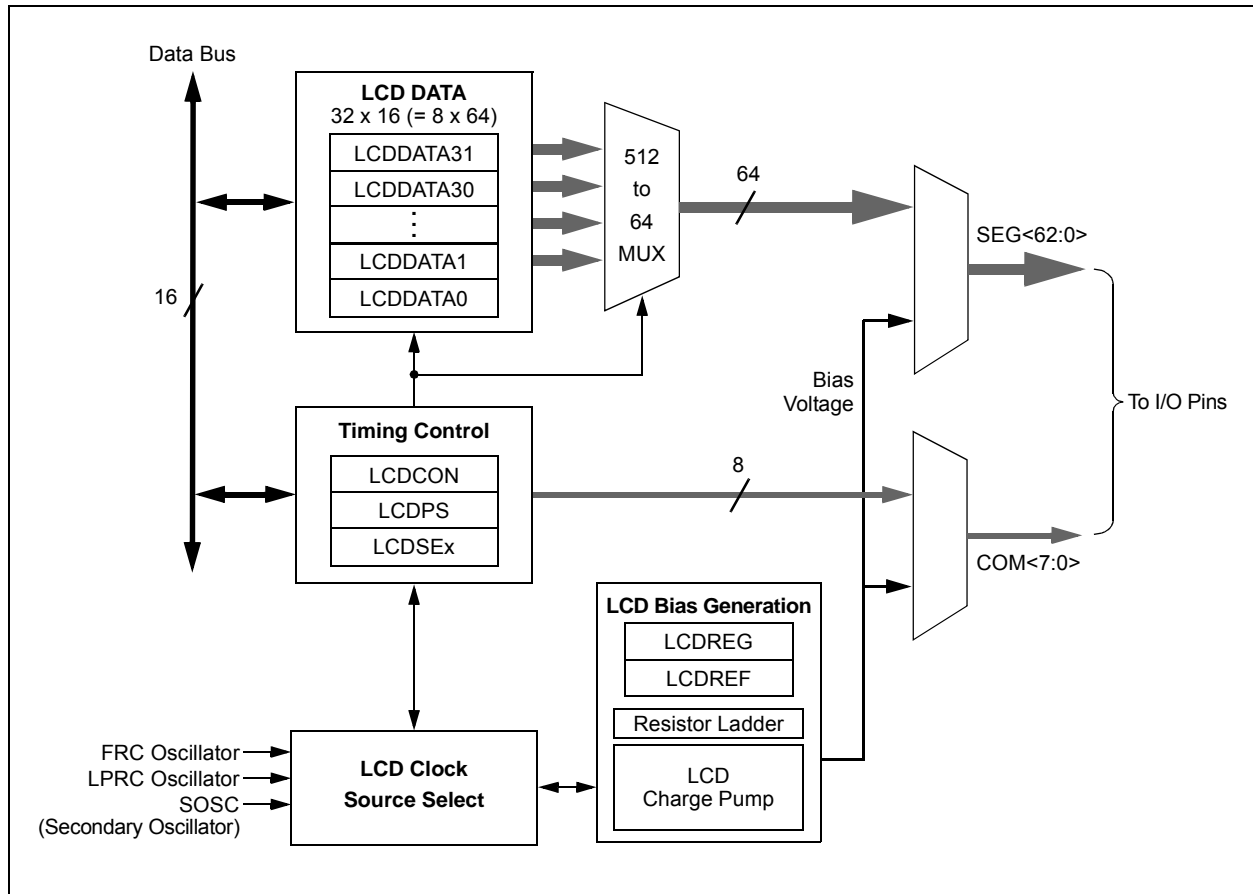 Data Bus
16
LCD DATA
32 x 16 (= 8 x 64)
LCDDATA31
LCDDATA30
⋮
LCDDATA1
LCDDATA0
512
to
64
MUX
64
SEG<62:0>
Bias
Voltage
To I/O Pins
Timing Control
LCDCON
LCDPS
LCDSEx
8
COM<7:0>
LCD Bias Generation
LCDREG
LCDREF
Resistor Ladder
LCD
Charge Pump
FRC Oscillator
LPRC Oscillator
SOSC
(Secondary Oscillator)
LCD Clock
Source Select